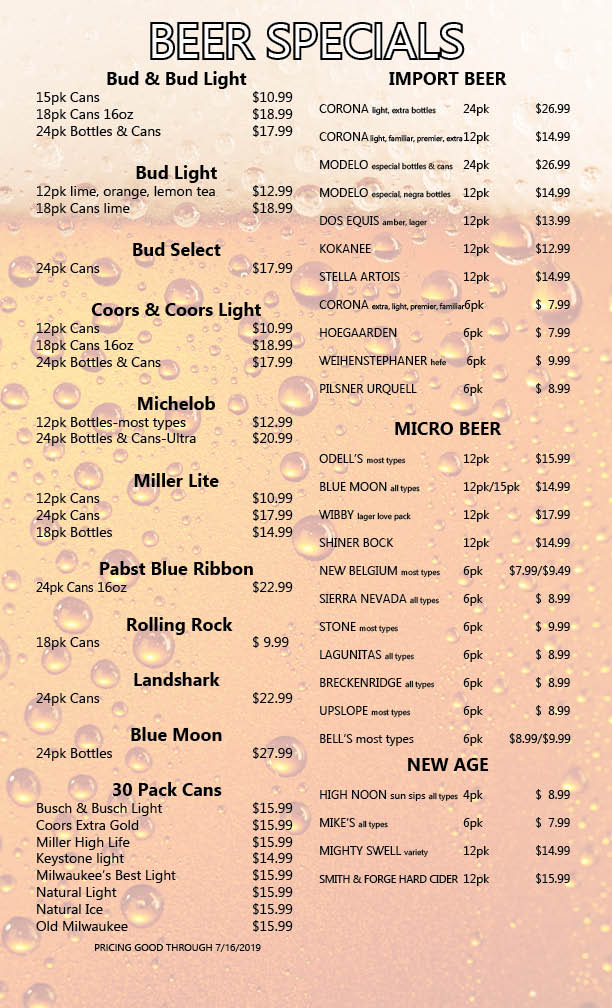 BEER SPECIALS
Bud & Bud Light
15pk Cans $10.99
18pk Cans 16oz $18.99
24pk Bottles & Cans $17.99
Bud Light
12pk lime, orange, lemon tea $12.99
18pk Cans lime $18.99
Bud Select
24pk Cans $17.99
Coors & Coors Light
12pk Cans $10.99
18pk Cans 16oz $18.99
24pk Bottles & Cans $17.99
Michelob
12pk Bottles-most types $12.99
24pk Bottles & Cans-Ultra $20.99
Miller Lite
12pk Cans $10.99
24pk Cans $17.99
18pk Bottles $14.99
Pabst Blue Ribbon
24pk Cans 16oz $22.99
Rolling Rock
18pk Cans $ 9.99
Landshark
24pk Cans $22.99
Blue Moon
24pk Bottles $27.99
30 Pack Cans
Busch & Busch Light $15.99
Coors Extra Gold $15.99
Miller High Life $15.99
Keystone light $14.99
Milwaukee's Best Light $15.99
Natural Light $15.99
Natural Ice $15.99
Old Milwaukee $15.99
PRICING GOOD THROUGH 7/16/2019
IMPORT BEER
CORONA light, extra bottles 24pk $26.99
CORONA light, familiar, premier, extra 12pk $14.99
MODELO especial bottles & cans 24pk $26.99
MODELO especial, negra bottles 12pk $14.99
DOS EQUIS amber, lager 12pk $13.99
KOKANEE 12pk $12.99
STELLA ARTOIS 12pk $14.99
CORONA extra, light, premier, familiar 6pk $ 7.99
HOEGAARDEN 6pk $ 7.99
WEIHENSTEPHANER hefe 6pk $ 9.99
PILSNER URQUELL 6pk $ 8.99
MICRO BEER
ODELL'S most types 12pk $15.99
BLUE MOON all types 12pk/15pk $14.99
WIBBY lager love pack 12pk $17.99
SHINER BOCK 12pk $14.99
NEW BELGIUM most types 6pk $7.99/$9.49
SIERRA NEVADA all types 6pk $ 8.99
STONE most types 6pk $ 9.99
LAGUNITAS all types 6pk $ 8.99
BRECKENRIDGE all types 6pk $ 8.99
UPSLOPE most types 6pk $ 8.99
BELL'S most types 6pk $8.99/$9.99
NEW AGE
HIGH NOON sun sips all types 4pk $ 8.99
MIKE'S all types 6pk $ 7.99
MIGHTY SWELL variety 12pk $14.99
SMITH & FORGE HARD CIDER 12pk $15.99